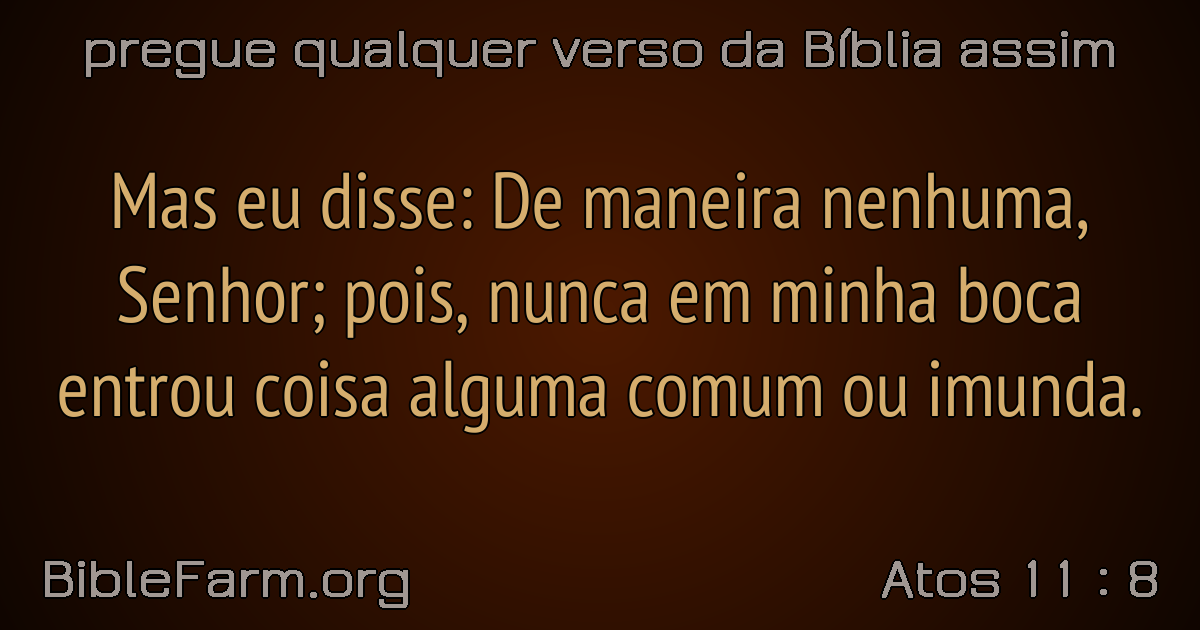 pregue qualquer verso da Bíblia assim
Mas eu disse: De maneira nenhuma,
Senhor; pois, nunca em minha boca
entrou coisa alguma comum ou imunda.
BibleFarm.org
Atos 11 : 8